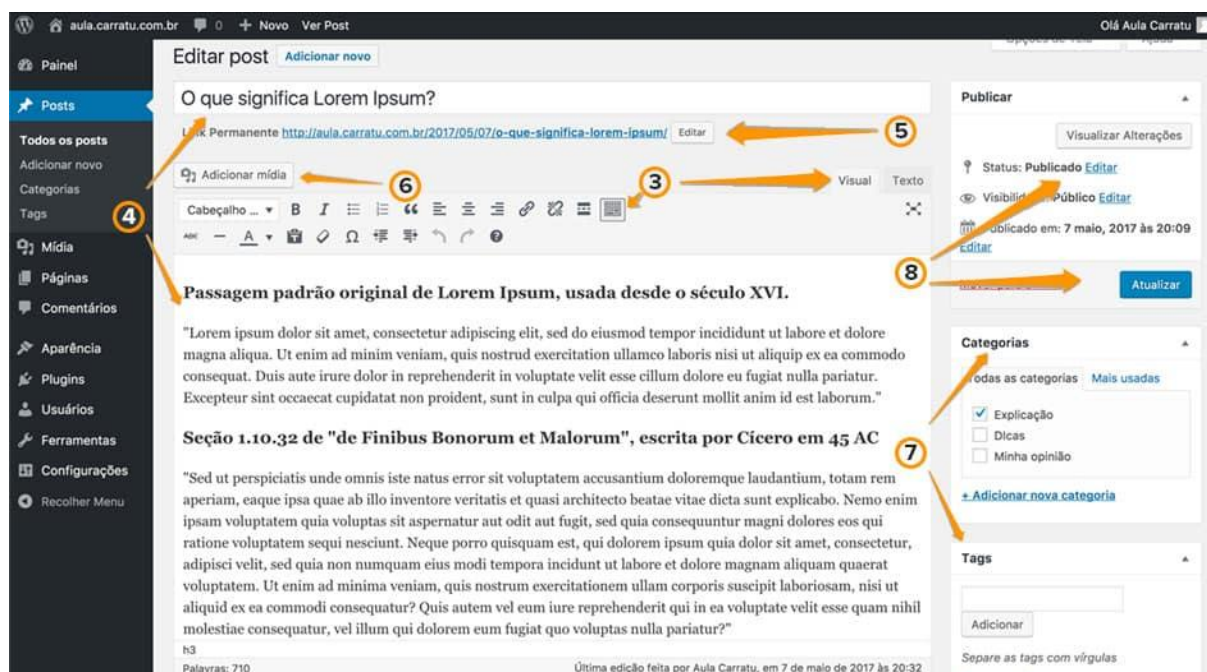 aula.carratu.com.br 0 + Novo Ver Post Olá Aula Carratu
Painel
Posts
Todos os posts
Adicionar novo
Categorias
Tags
Mídia
Páginas
Comentários
Aparência
Plugins
Usuários
Ferramentas
Configurações
Recolher Menu
Editar post Adicionar novo
O que significa Lorem Ipsum?
Permanente http://aula.carratu.com.br/2017/05/07/o-que-significa-lorem-ipsum/ Editar
5
Adicionar mídia
6
3
Visual Texto
4
Cabeçalho ... B I
ABC A Ω
Passagem padrão original de Lorem Ipsum, usada desde o século XVI.
"Lorem ipsum dolor sit amet, consectetur adipiscing elit, sed do eiusmod tempor incididunt ut labore et dolore
magna aliqua. Ut enim ad minim veniam, quis nostrud exercitation ullamco laboris nisi ut aliquip ex ea commodo
consequat. Duis aute irure dolor in reprehenderit in voluptate velit esse cillum dolore eu fugiat nulla pariatur.
Excepteur sint occaecat cupidatat non proident, sunt in culpa qui officia deserunt mollit anim id est laborum."
Seção 1.10.32 de "de Finibus Bonorum et Malorum", escrita por Cícero em 45 AC
"Sed ut perspiciatis unde omnis iste natus error sit voluptatem accusantium doloremque laudantium, totam rem
aperiam, eaque ipsa quae ab illo inventore veritatis et quasi architecto beatae vitae dicta sunt explicabo. Nemo enim
ipsam voluptatem quia voluptas sit aspernatur aut odit aut fugit, sed quia consequuntur magni dolores eos qui
ratione voluptatem sequi nesciunt. Neque porro quisquam est, qui dolorem ipsum quia dolor sit amet, consectetur,
adipisci velit, sed quia non numquam eius modi tempora incidunt ut labore et dolore magnam aliquam quaerat
voluptatem. Ut enim ad minima veniam, quis nostrum exercitationem ullam corporis suscipit laboriosam, nisi ut
aliquid ex ea commodi consequatur? Quis autem vel eum iure reprehenderit qui in ea voluptate velit esse quam nihil
molestiae consequatur, vel illum qui dolorem eum fugiat quo voluptas nulla pariatur?"
h3
Palavras: 710 Última edição feita por Aula Carratu, em 7 de maio de 2017 às 20:32
Publicar
Visualizar Alterações
Status: Publicado Editar
Público Editar
em: 7 maio, 2017 às 20:09
Editar
8
Atualizar
Categorias
Todas as categorias Mais usadas
Explicação
DIcas
Minha opinião
7
+ Adicionar nova categoria
Tags
Adicionar
Separe as tags com vírgulas